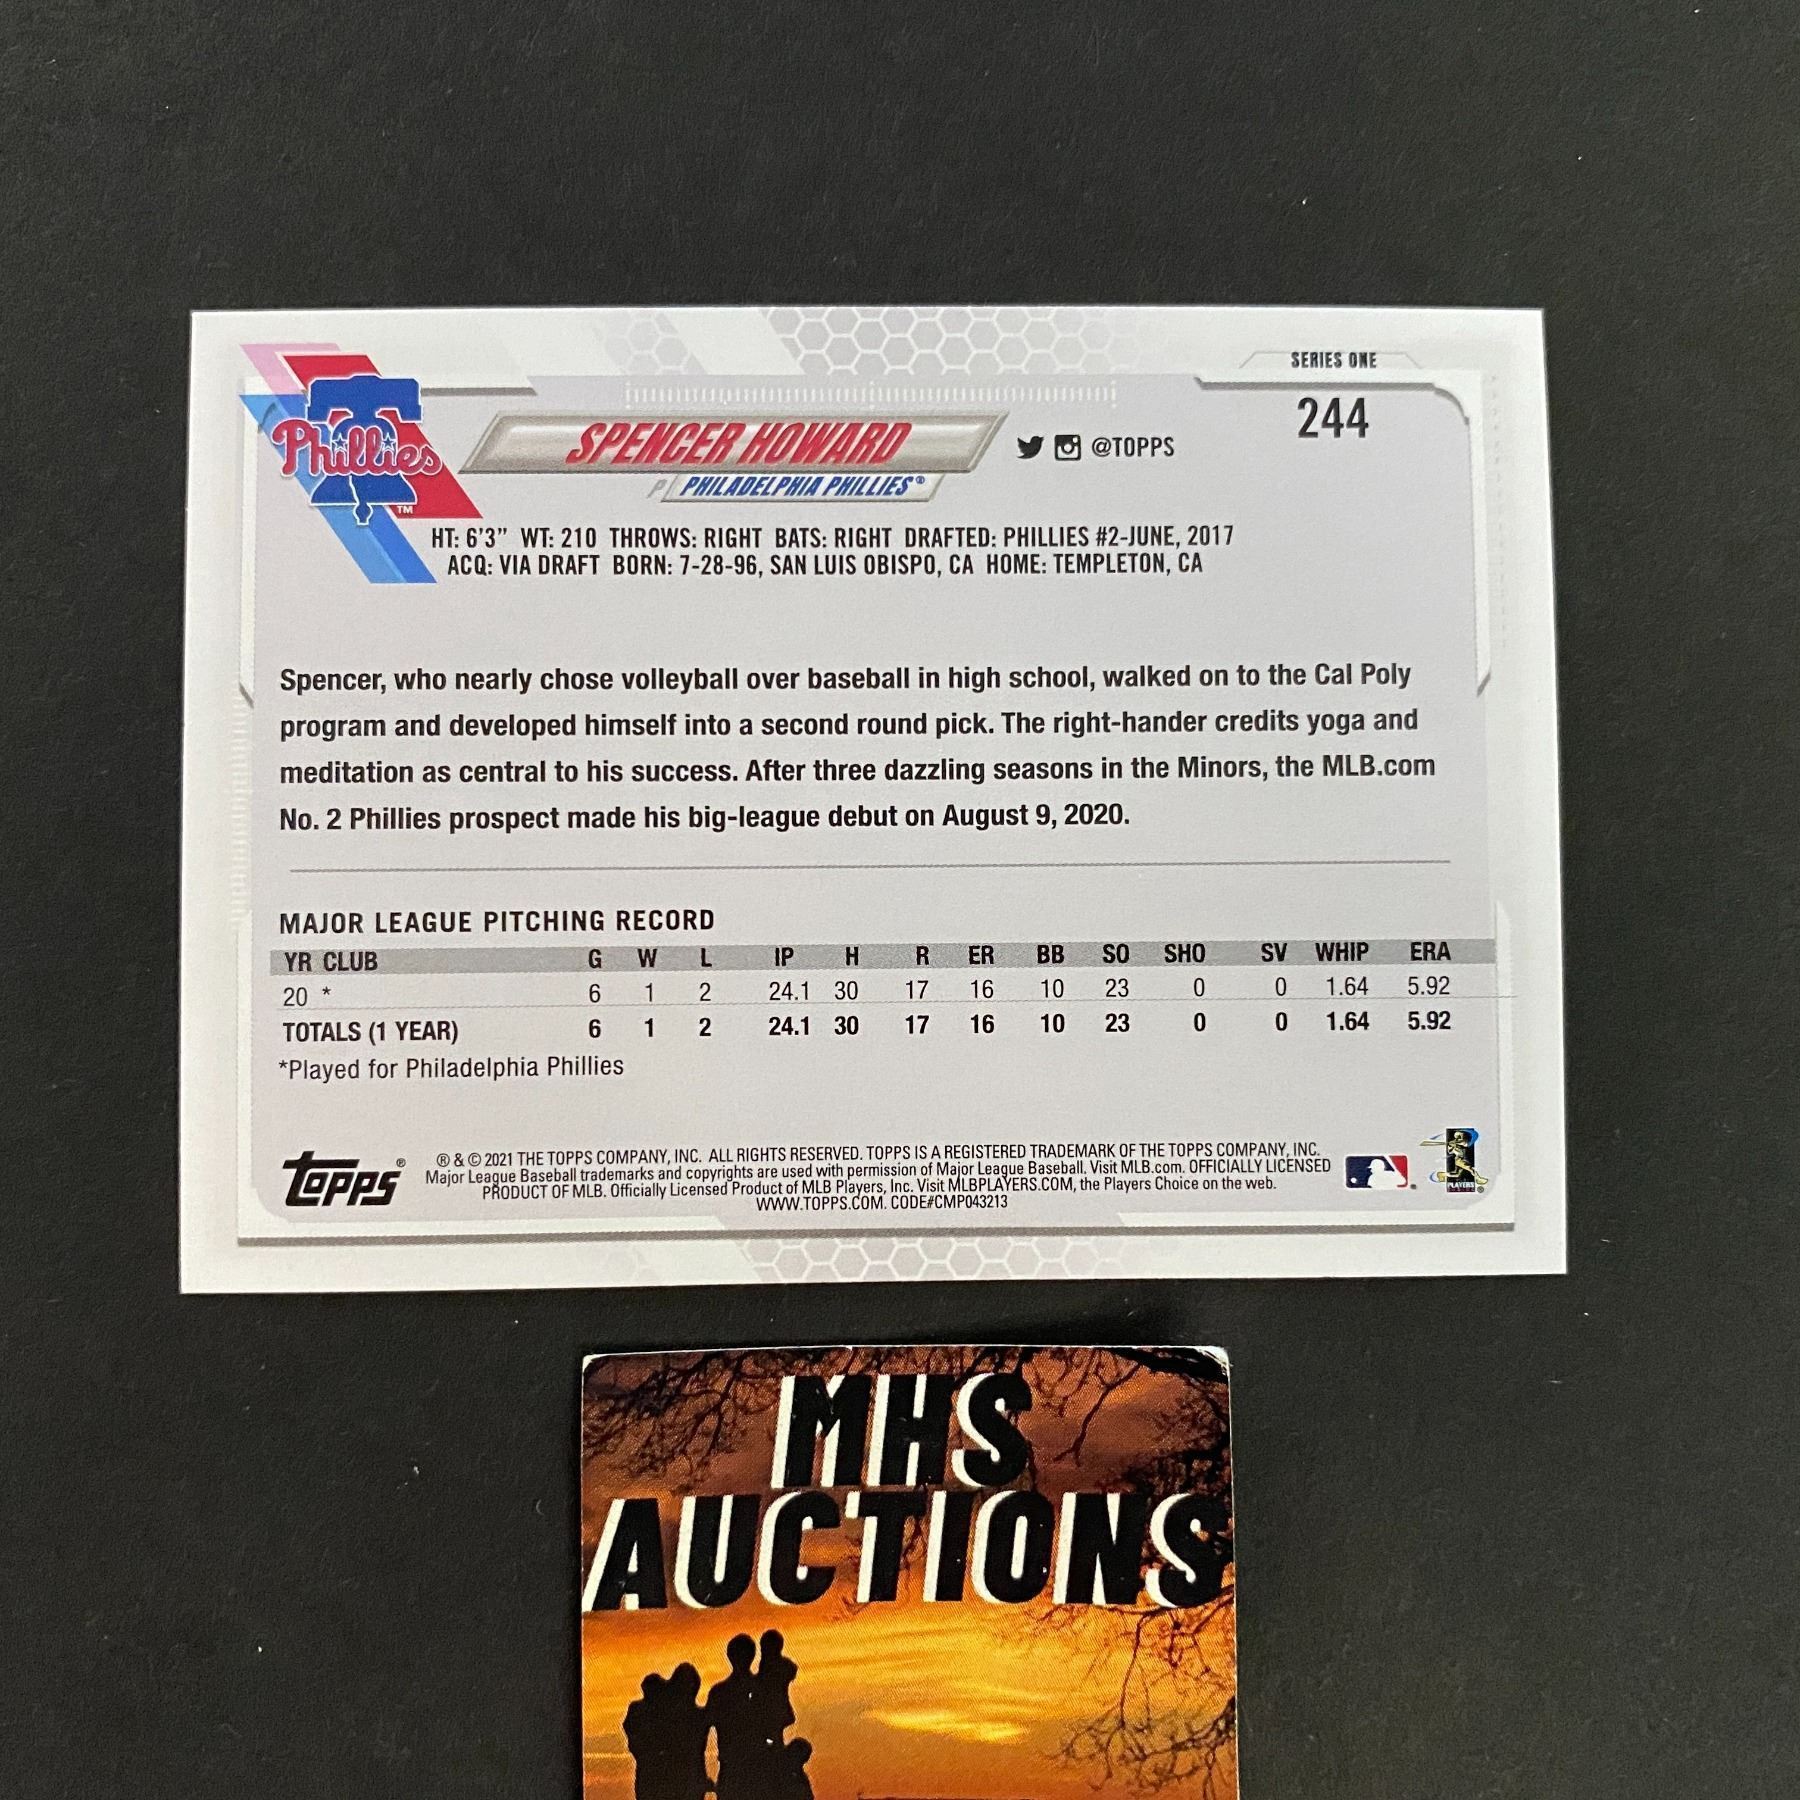 SERIES ONE
244
Phillies
TM
SPENCER HOWARD
@TOPPS
P / PHILADELPHIA PHILLIES®
HT: 6'3" WT: 210 THROWS: RIGHT BATS: RIGHT DRAFTED: PHILLIES #2-JUNE, 2017
ACQ: VIA DRAFT BORN: 7-28-96, SAN LUIS OBISPO, CA HOME: TEMPLETON, CA
Spencer, who nearly chose volleyball over baseball in high school, walked on to the Cal Poly
program and developed himself into a second round pick. The right-hander credits yoga and
meditation as central to his success. After three dazzling seasons in the Minors, the MLB.com
No. 2 Phillies prospect made his big-league debut on August 9, 2020.
MAJOR LEAGUE PITCHING RECORD
YR CLUB G W L IP H R ER BB SO SHO SV WHIP ERA
20 * 6 1 2 24.1 30 17 16 10 23 0 0 1.64 5.92
TOTALS (1 YEAR) 6 1 2 24.1 30 17 16 10 23 0 0 1.64 5.92
*Played for Philadelphia Phillies
TOPPS®
® & © 2021 THE TOPPS COMPANY, INC. ALL RIGHTS RESERVED. TOPPS IS A REGISTERED TRADEMARK OF THE TOPPS COMPANY, INC.
Major League Baseball trademarks and copyrights are used with permission of Major League Baseball. Visit MLB.com. OFFICIALLY LICENSED
PRODUCT OF MLB. Officially Licensed Product of MLB Players, Inc. Visit MLBPLAYERS.COM, the Players Choice on the web.
WWW.TOPPS.COM. CODE#CMP043213
PLAYERS
MHS
AUCTIONS